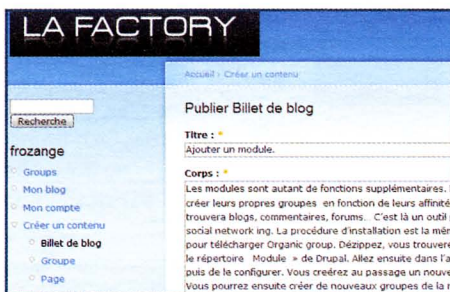 LA FACTORY
Accueil › Créer un contenu
Publier Billet de blog
Recherche
Titre : *
Ajouter un module.
frozange
Corps : *
Groups
Mon blog
Mon compte
Créer un contenu
Billet de blog
Groupe
Page
Les modules sont autant de fonctions supplémentaires.
créer leurs propres groupes en fonction de leurs affinité
trouvera blogs, commentaires, forums... C'est là un outil
social network ing. La procédure d'installation est la mêm
pour télécharger Organic group. Dézippez, vous trouvere
le répertoire Module » de Drupal. Allez ensuite dans l'a
puis de le configurer. Vous creérez au passage un nouve
Vous pourrez ensuite créer de nouveaux groupes de la r